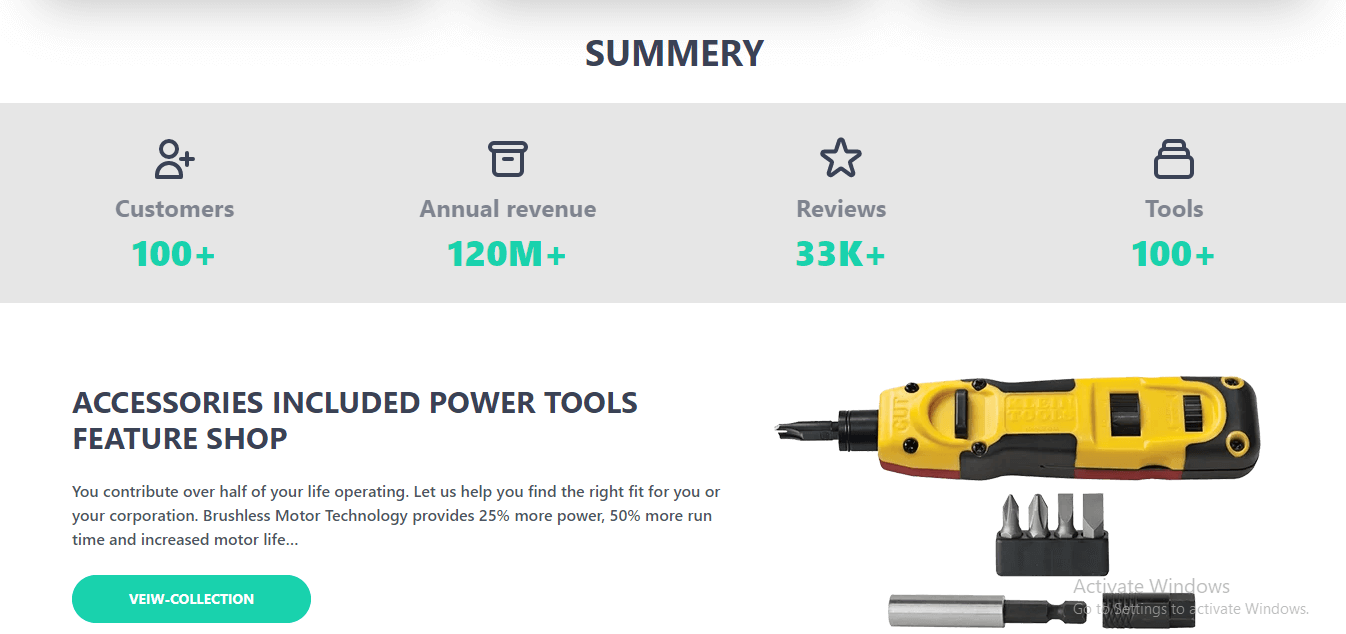 SUMMERY
Customers
Annual revenue
Reviews
Tools
100+
120M+
33K+
100+
ACCESSORIES INCLUDED POWER TOOLS
FEATURE SHOP
You contribute over half of your life operating. Let us help you find the right fit for you or
your corporation. Brushless Motor Technology provides 25% more power, 50% more run
time and increased motor life...
VEIW-COLLECTION
CUT
KLEIN
TOOLS
Activate Windows
Go to Settings to activate Windows.